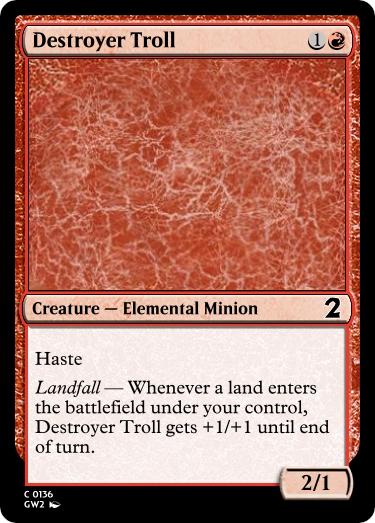 Destroyer Troll 1
Creature — Elemental Minion 2
Haste
Landfall — Whenever a land enters
the battlefield under your control,
Destroyer Troll gets +1/+1 until end
of turn.
2/1
C 0136
GW2